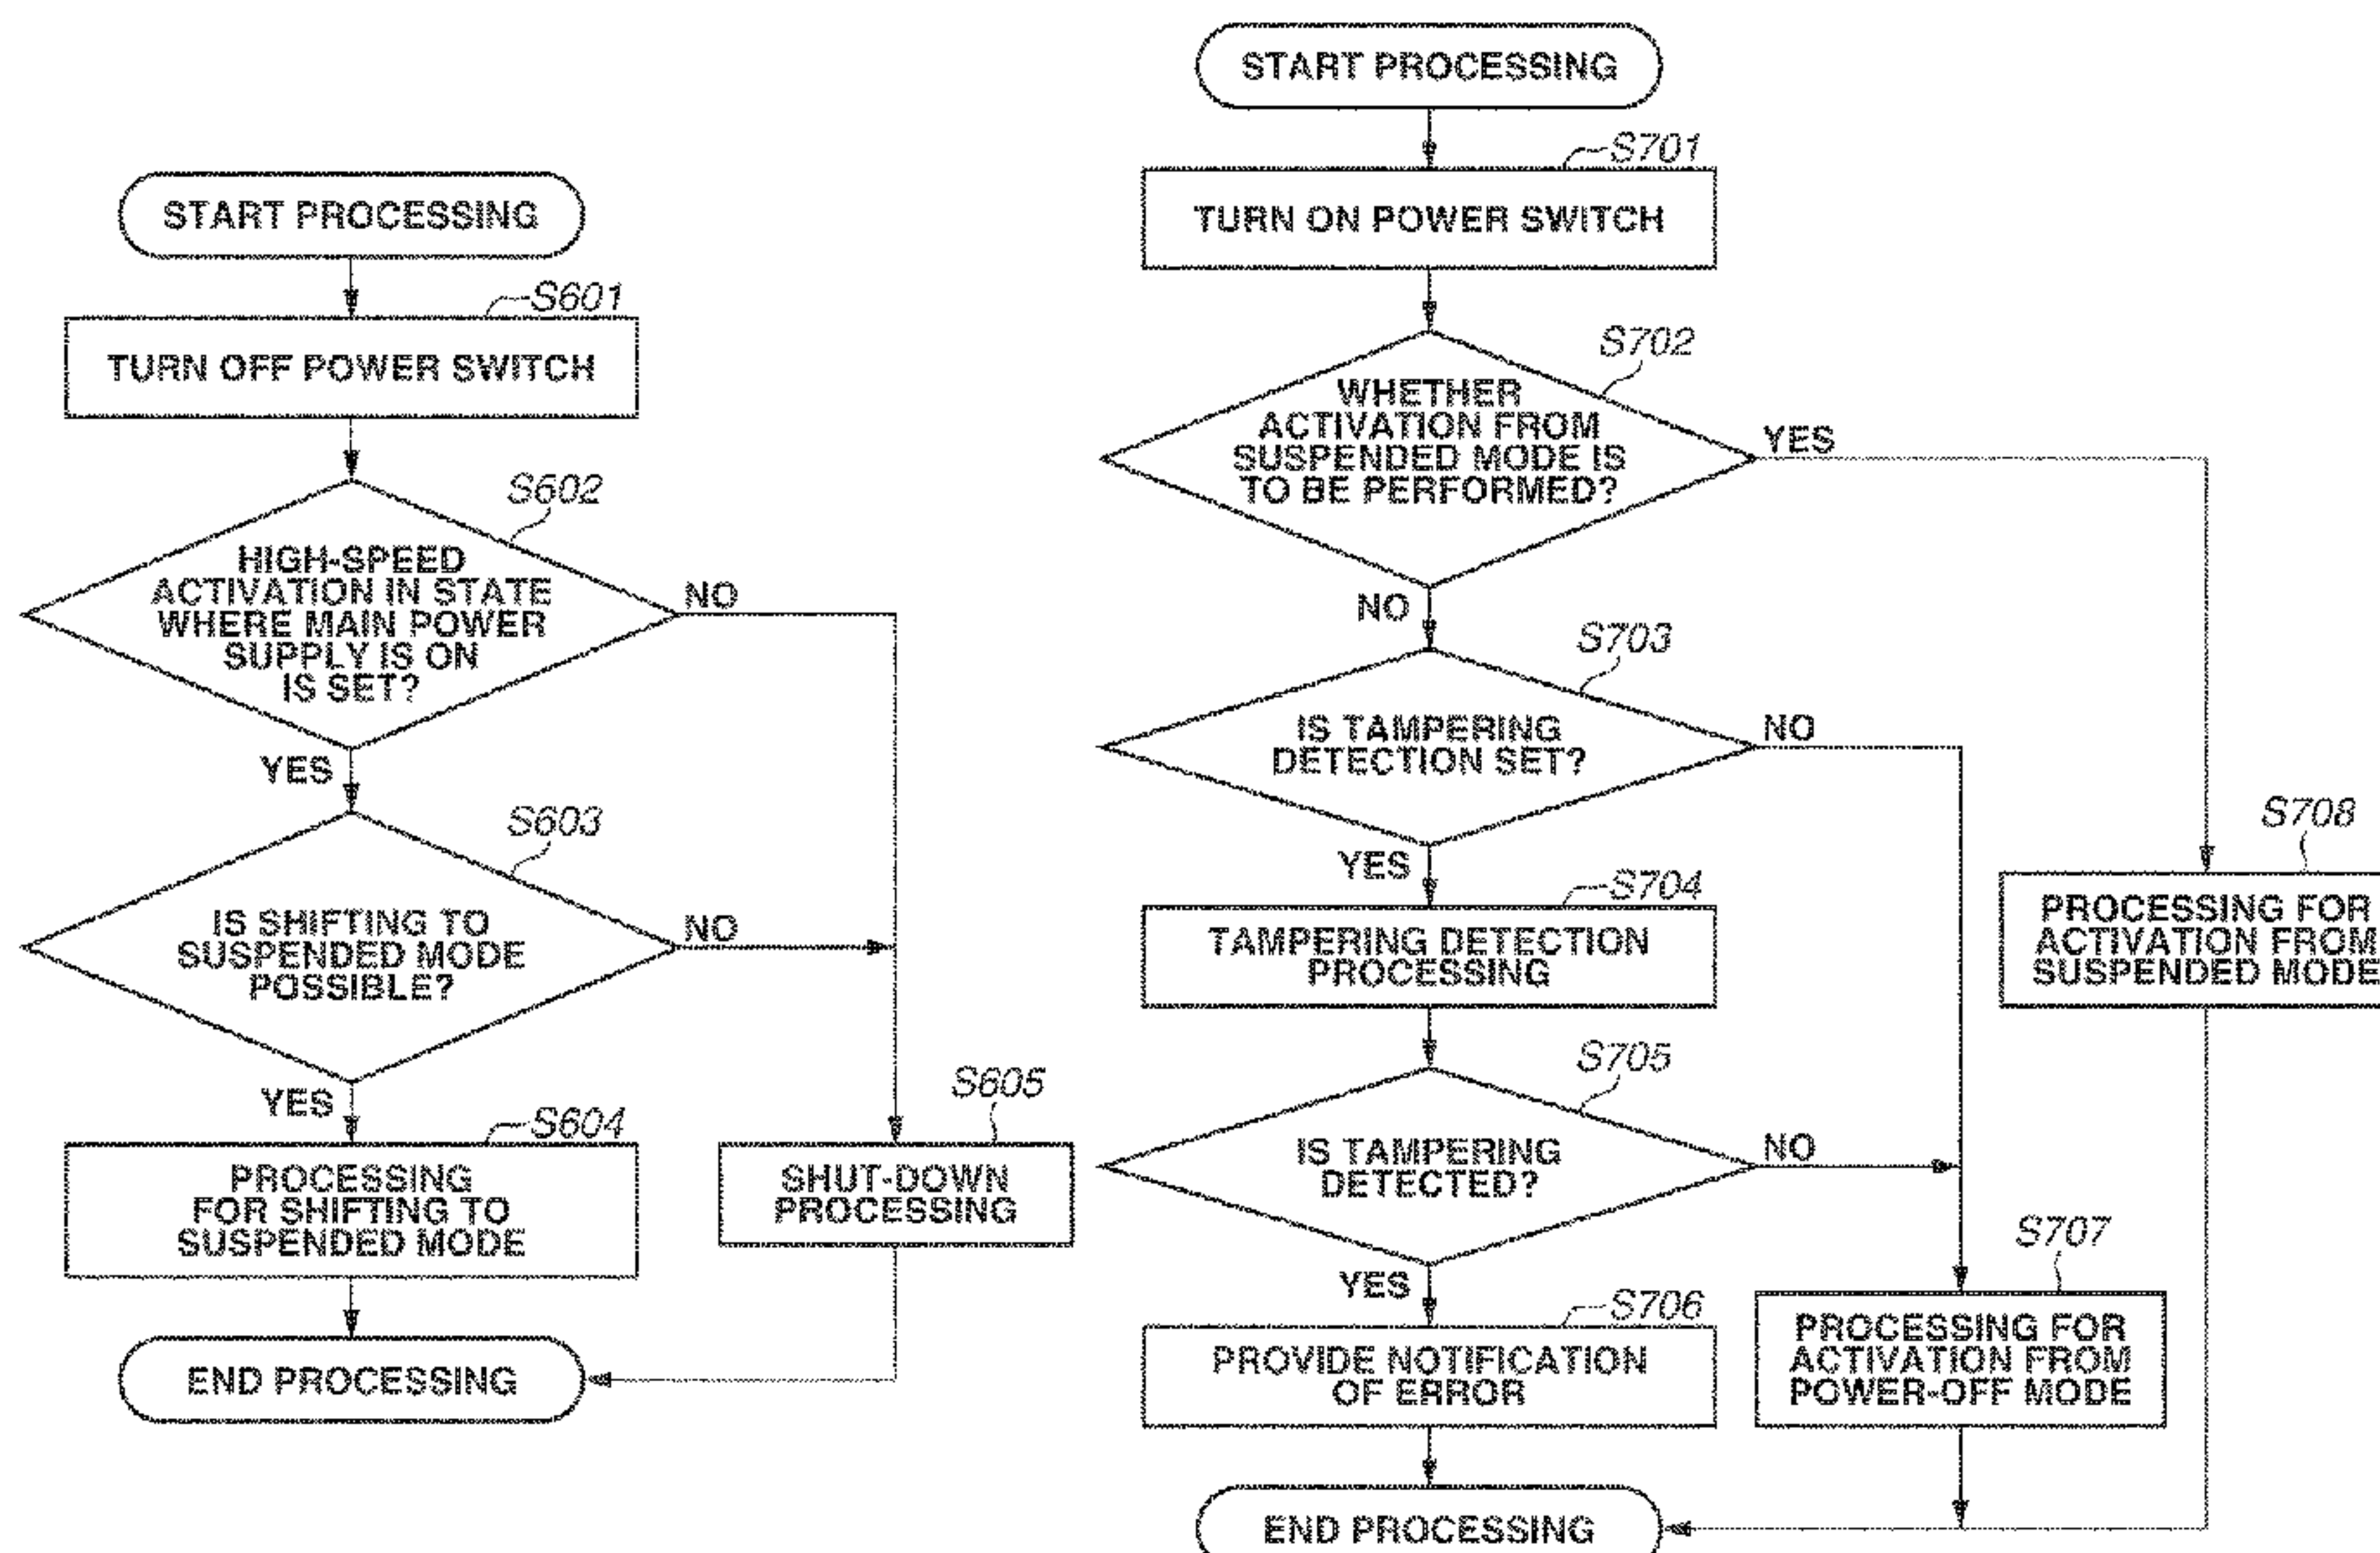 START PROCESSING
S601
TURN OFF POWER SWITCH
S602
HIGH-SPEED
ACTIVATION IN STATE
WHERE MAIN POWER
SUPPLY IS ON
IS SET?
NO
YES
S603
IS SHIFTING TO
SUSPENDED MODE
POSSIBLE?
NO
YES
S604
PROCESSING
FOR SHIFTING TO
SUSPENDED MODE
S605
SHUT-DOWN
PROCESSING
END PROCESSING
START PROCESSING
S701
TURN ON POWER SWITCH
S702
WHETHER
ACTIVATION FROM
SUSPENDED MODE IS
TO BE PERFORMED?
YES
NO
S703
IS TAMPERING
DETECTION SET?
NO
YES
S704
TAMPERING DETECTION
PROCESSING
S705
IS TAMPERING
DETECTED?
NO
YES
S706
PROVIDE NOTIFICATION
OF ERROR
S707
PROCESSING FOR
ACTIVATION FROM
POWER-OFF MODE
S708
PROCESSING FOR
ACTIVATION FROM
SUSPENDED MODE
END PROCESSING